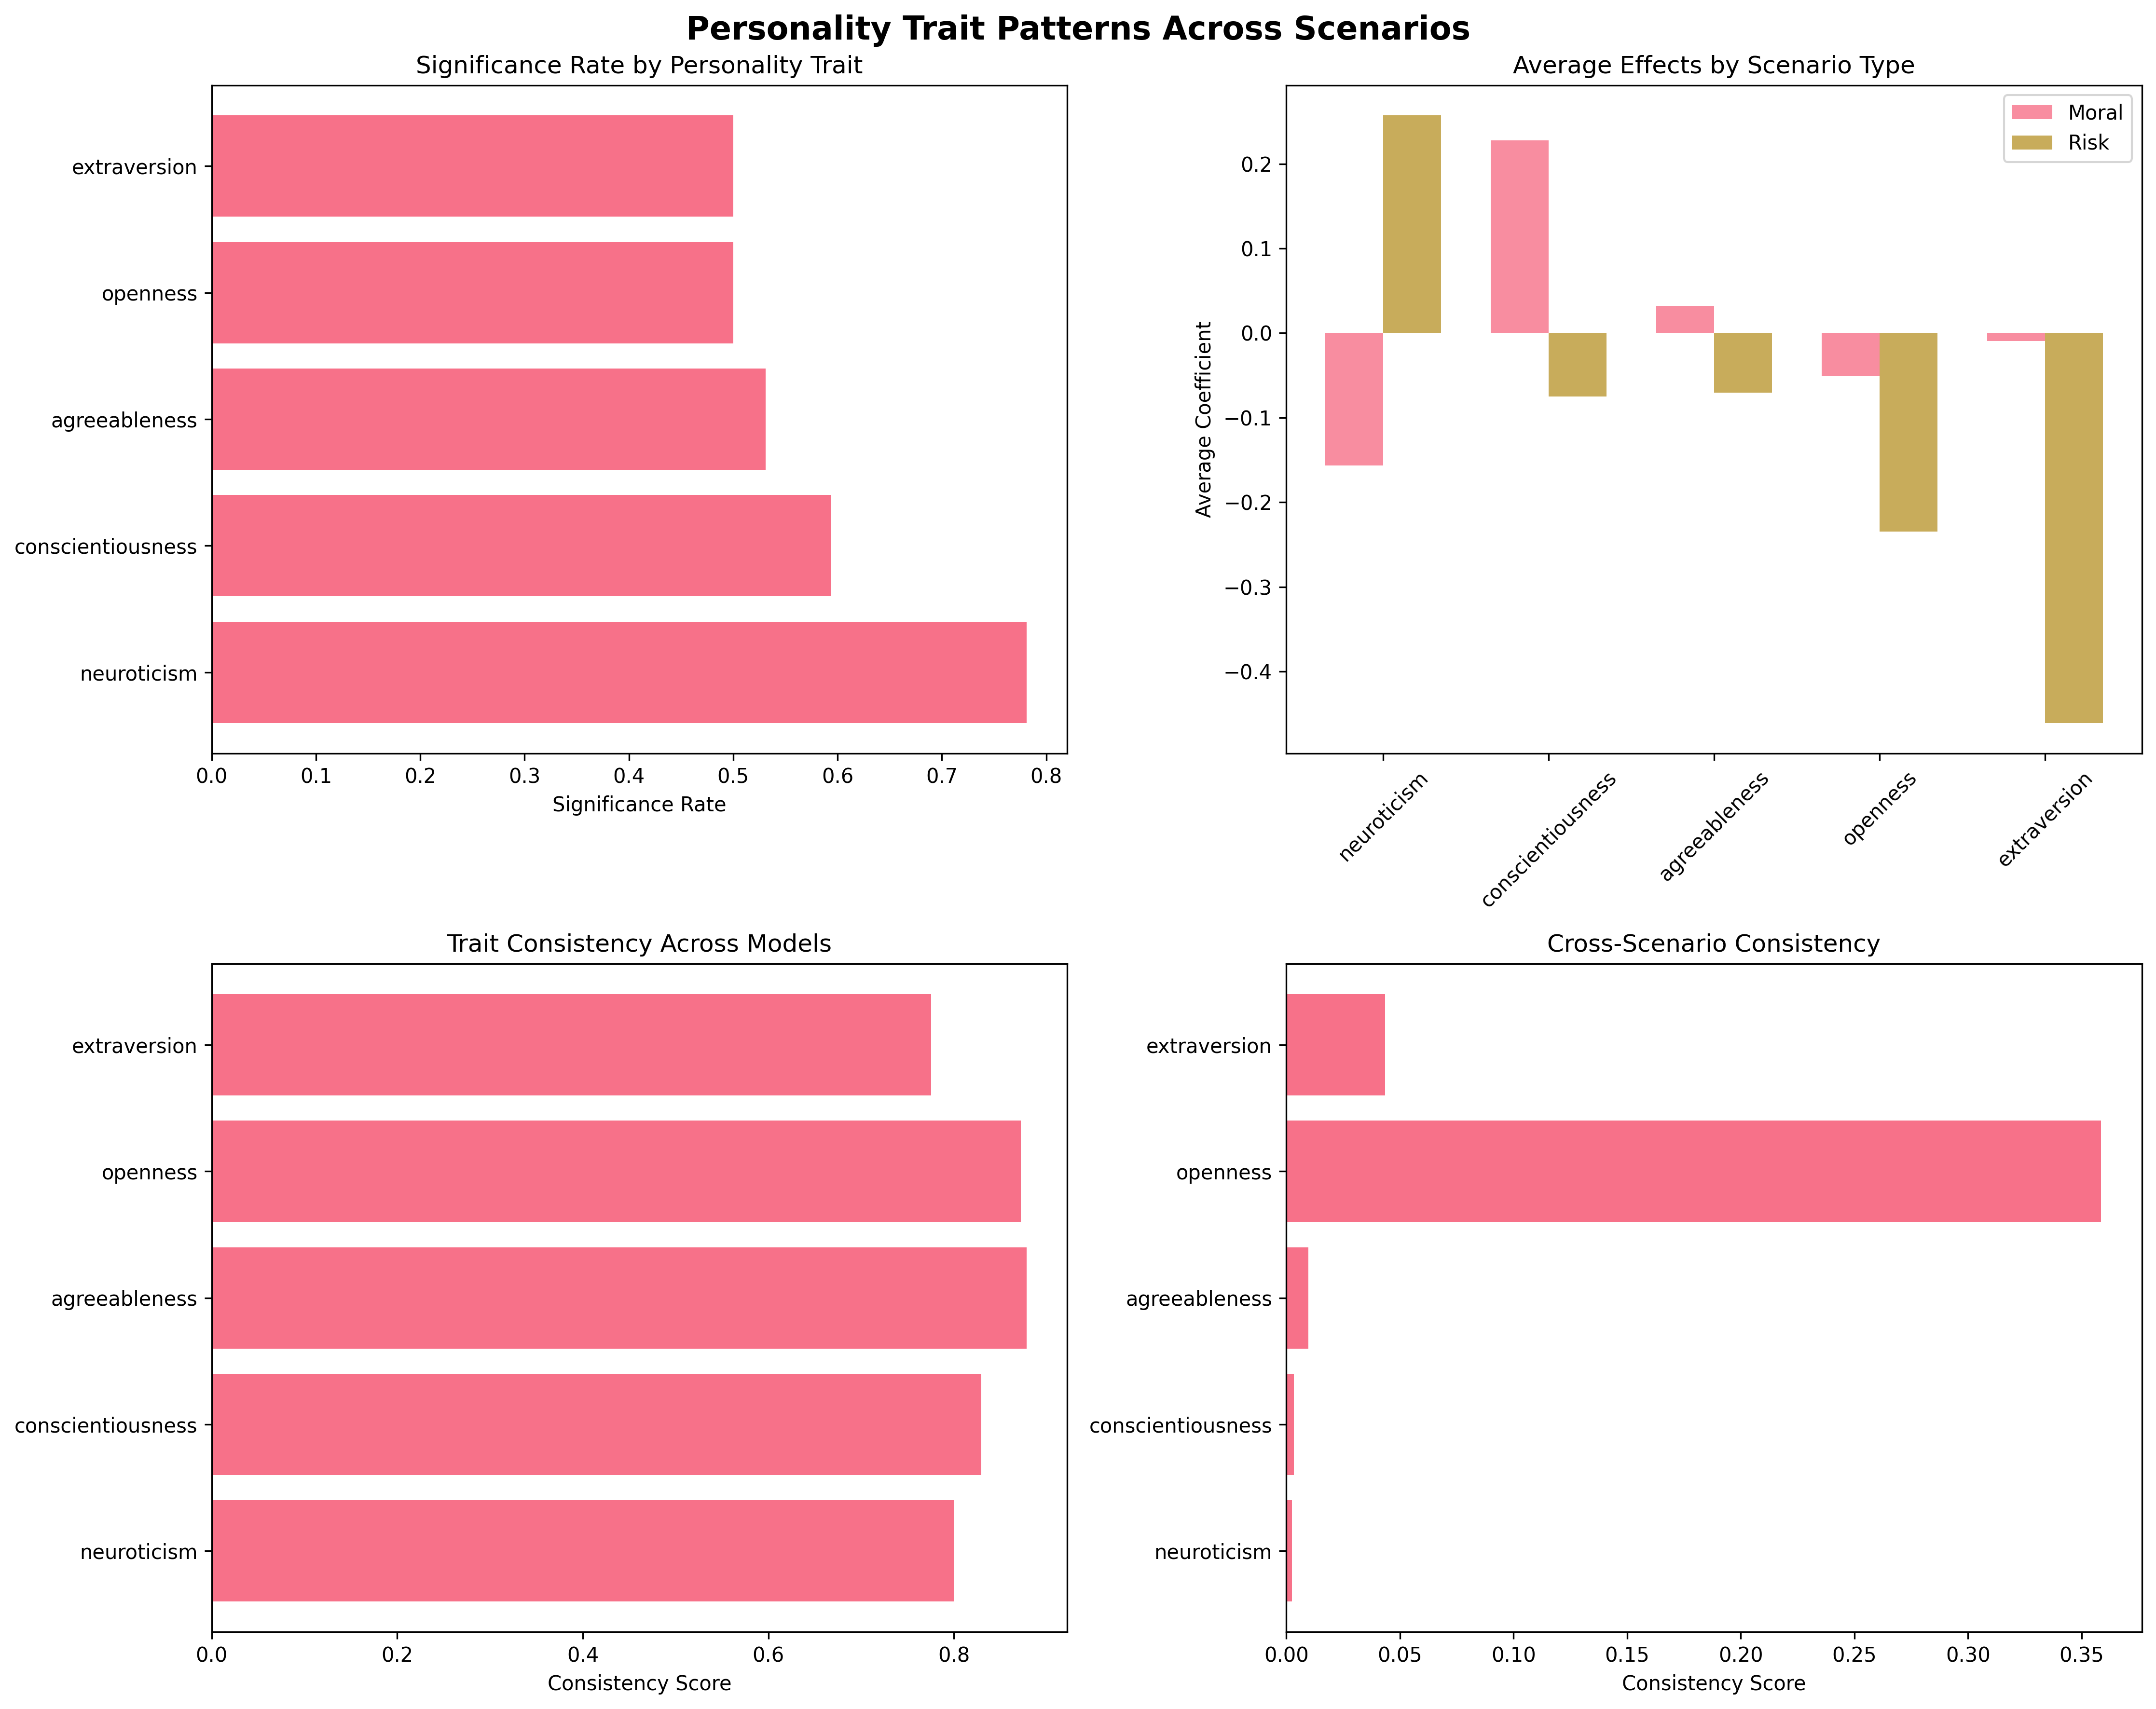 Personality Trait Patterns Across Scenarios
Significance Rate by Personality Trait
extraversion
openness
agreeableness
conscientiousness
neuroticism
0.0 0.1 0.2 0.3 0.4 0.5 0.6 0.7 0.8
Significance Rate
Average Effects by Scenario Type
Moral
Risk
Average Coefficient
0.2
0.1
0.0
−0.1
−0.2
−0.3
−0.4
neuroticism
conscientiousness
agreeableness
openness
extraversion
Trait Consistency Across Models
extraversion
openness
agreeableness
conscientiousness
neuroticism
0.0 0.2 0.4 0.6 0.8
Consistency Score
Cross-Scenario Consistency
extraversion
openness
agreeableness
conscientiousness
neuroticism
0.00 0.05 0.10 0.15 0.20 0.25 0.30 0.35
Consistency Score